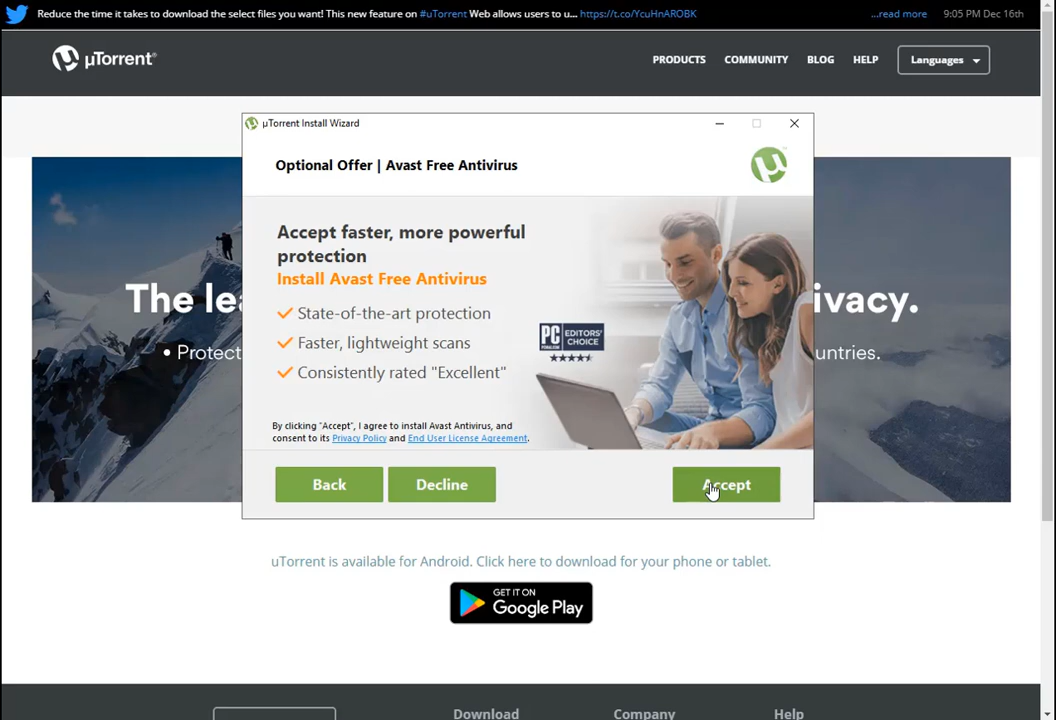 Reduce the time it takes to download the select files you want! This new feature on #uTorrent Web allows users to u... https://t.co/YcuHnAROBK ...read more 9:05 PM Dec 16th
µTorrent® PRODUCTS COMMUNITY BLOG HELP Languages
µTorrent Install Wizard
Optional Offer | Avast Free Antivirus
Accept faster, more powerful
protection
Install Avast Free Antivirus
The lea ivacy.
State-of-the-art protection
Faster, lightweight scans
PC EDITORS' CHOICE
• Protect untries.
Consistently rated "Excellent"
By clicking "Accept", I agree to install Avast Antivirus, and
consent to its Privacy Policy and End User License Agreement.
Back Decline Accept
uTorrent is available for Android. Click here to download for your phone or tablet.
GET IT ON
Google Play
Download Company Help